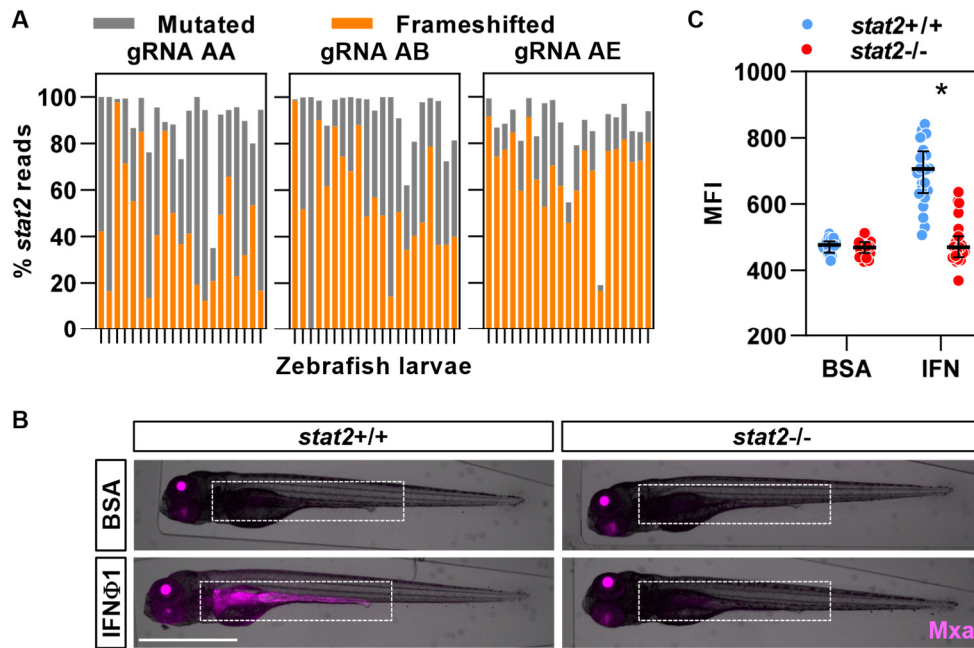 A
Mutated Frameshifted
gRNA AA gRNA AB gRNA AE
% stat2 reads
100
80
60
40
20
0
Zebrafish larvae
C
stat2+/+
stat2-/-
MFI
1000
800
600
400
200
*
BSA IFN
B
stat2+/+ stat2-/-
BSA
IFNΦ1
Mxa